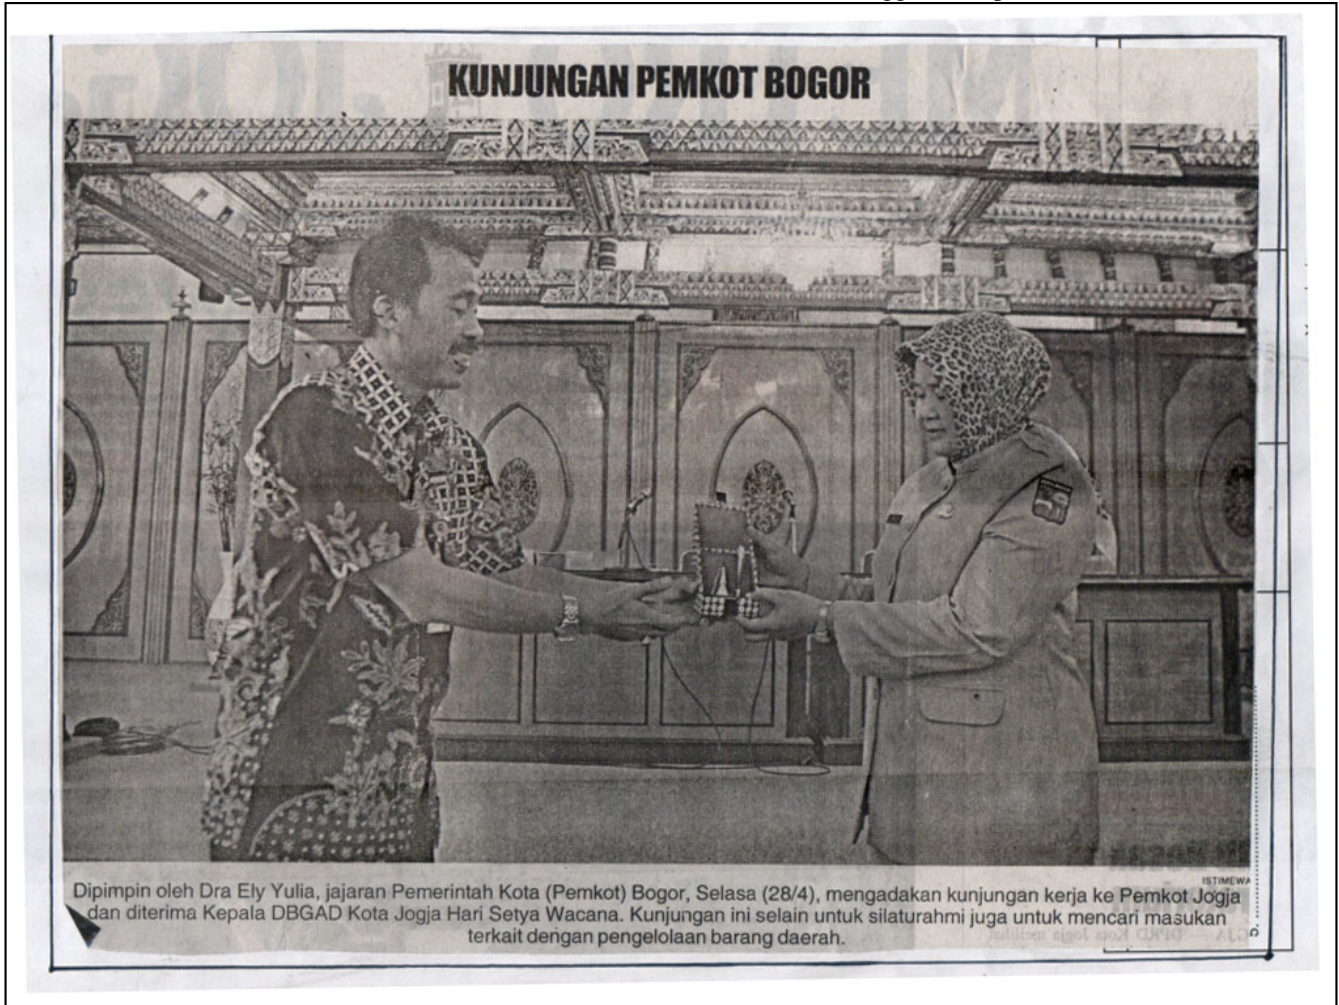 KUNJUNGAN PEMKOT BOGOR
ISTIMEWA
Dipimpin oleh Dra Ely Yulia, jajaran Pemerintah Kota (Pemkot) Bogor, Selasa (28/4), mengadakan kunjungan kerja ke Pemkot Jogja
dan diterima Kepala DBGAD Kota Jogja Hari Setya Wacana. Kunjungan ini selain untuk silaturahmi juga untuk mencari masukan
terkait dengan pengelolaan barang daerah.